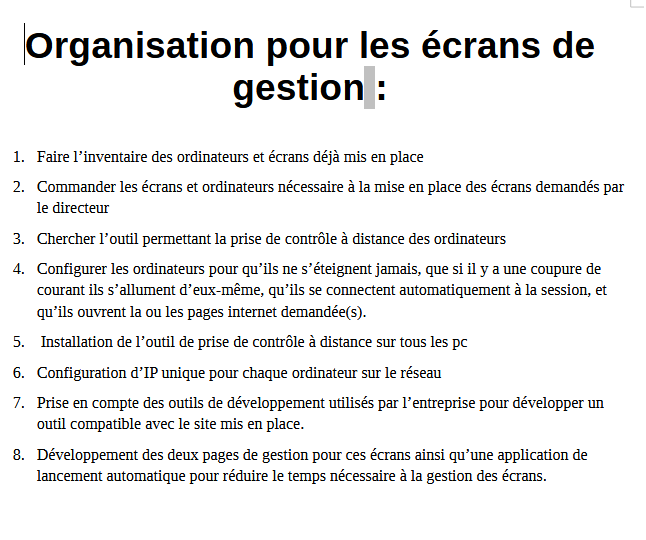 Organisation pour les écrans de
gestion :
1. Faire l’inventaire des ordinateurs et écrans déjà mis en place
2. Commander les écrans et ordinateurs nécessaire à la mise en place des écrans demandés par
le directeur
3. Chercher l’outil permettant la prise de contrôle à distance des ordinateurs
4. Configurer les ordinateurs pour qu’ils ne s’éteignent jamais, que si il y a une coupure de
courant ils s’allument d’eux-même, qu’ils se connectent automatiquement à la session, et
qu’ils ouvrent la ou les pages internet demandée(s).
5. Installation de l’outil de prise de contrôle à distance sur tous les pc
6. Configuration d’IP unique pour chaque ordinateur sur le réseau
7. Prise en compte des outils de développement utilisés par l’entreprise pour développer un
outil compatible avec le site mis en place.
8. Développement des deux pages de gestion pour ces écrans ainsi qu’une application de
lancement automatique pour réduire le temps nécessaire à la gestion des écrans.